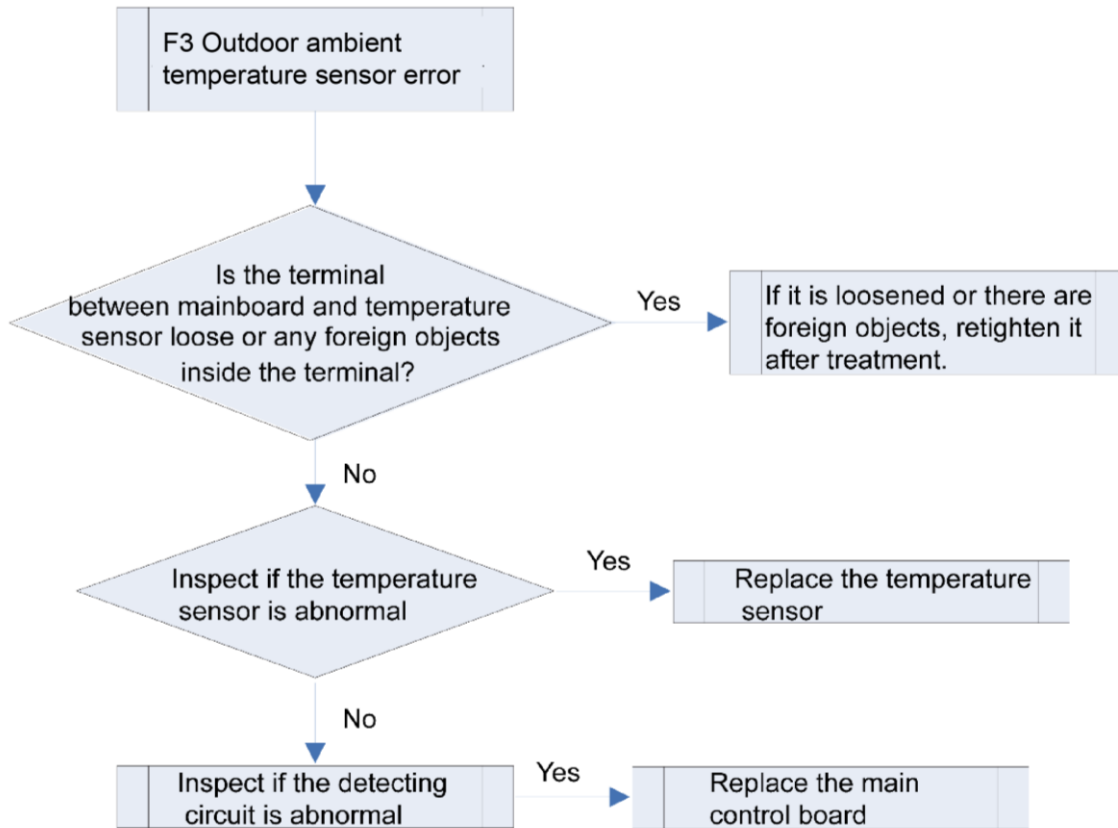 F3 Outdoor ambient
temperature sensor error
Is the terminal
between mainboard and temperature
sensor loose or any foreign objects
inside the terminal?
Yes
If it is loosened or there are
foreign objects, retighten it
after treatment.
No
Inspect if the temperature
sensor is abnormal
Yes
Replace the temperature
sensor
No
Inspect if the detecting
circuit is abnormal
Yes
Replace the main
control board